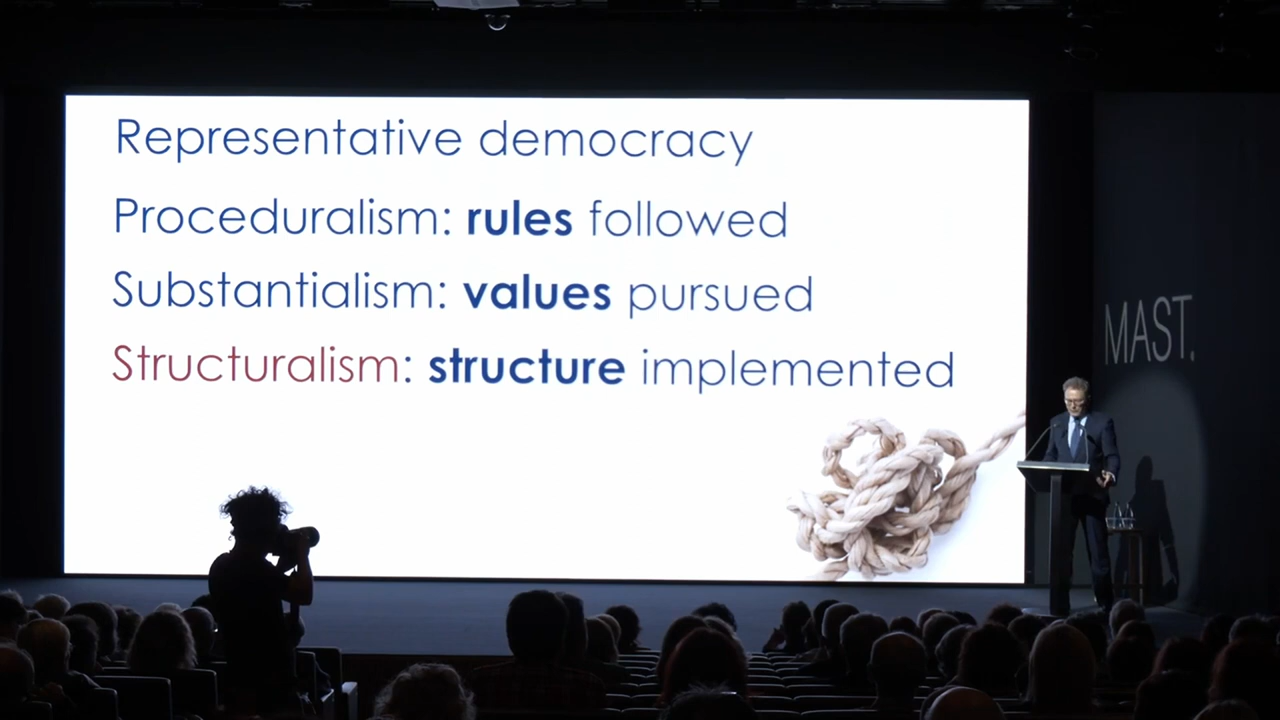 Representative democracy
Proceduralism: rules followed
Substantialism: values pursued
Structuralism: structure implemented
MAST.